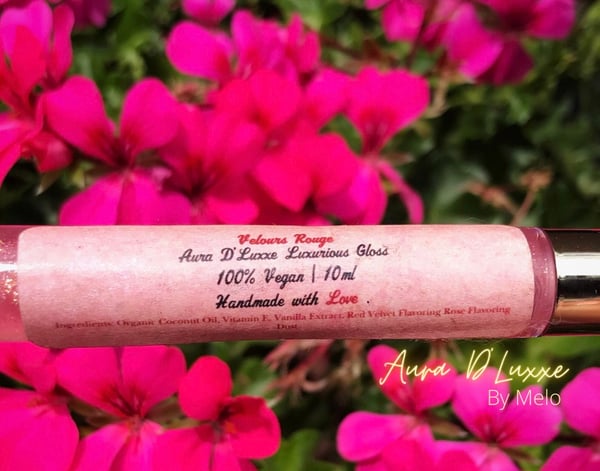 Velours Rouge
Aura D'Luxxe Luxurious Gloss
100% Vegan | 10ml
Handmade with Love .
Ingredients: Organic Coconut Oil, Vitamin E, Vanilla Extract, Red Velvet Flavoring Rose Flavoring
Dust
Aura D'Luxxe
By Melo